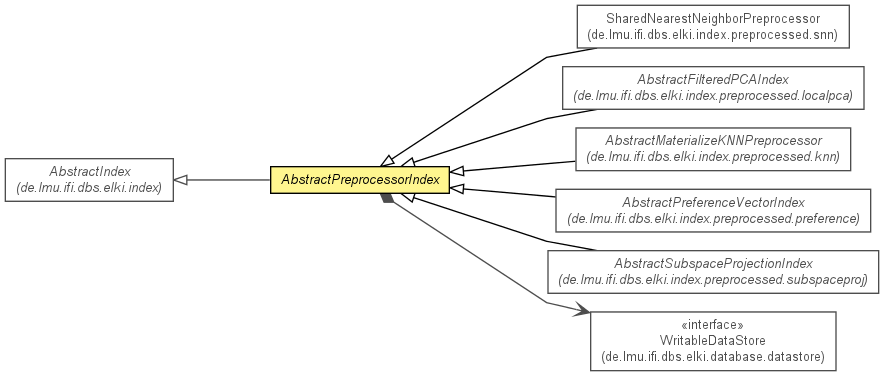 SharedNearestNeighborPreprocessor
(de.lmu.ifi.dbs.elki.index.preprocessed.snn)
AbstractFilteredPCAIndex
(de.lmu.ifi.dbs.elki.index.preprocessed.localpca)
AbstractMaterializeKNNPreprocessor
(de.lmu.ifi.dbs.elki.index.preprocessed.knn)
AbstractIndex
(de.lmu.ifi.dbs.elki.index)
AbstractPreprocessorIndex
AbstractPreferenceVectorIndex
(de.lmu.ifi.dbs.elki.index.preprocessed.preference)
AbstractSubspaceProjectionIndex
(de.lmu.ifi.dbs.elki.index.preprocessed.subspaceproj)
«interface»
WritableDataStore
(de.lmu.ifi.dbs.elki.database.datastore)